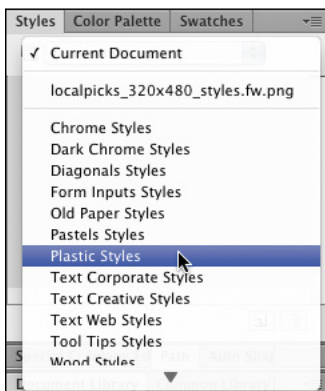 Styles Color Palette Swatches
✓ Current Document
localpicks_320x480_styles.fw.png
Chrome Styles
Dark Chrome Styles
Diagonals Styles
Form Inputs Styles
Old Paper Styles
Pastels Styles
Plastic Styles
Text Corporate Styles
Text Creative Styles
Text Web Styles
Tool Tips Styles
Wood Styles
Path Auto
Document Library Common Library